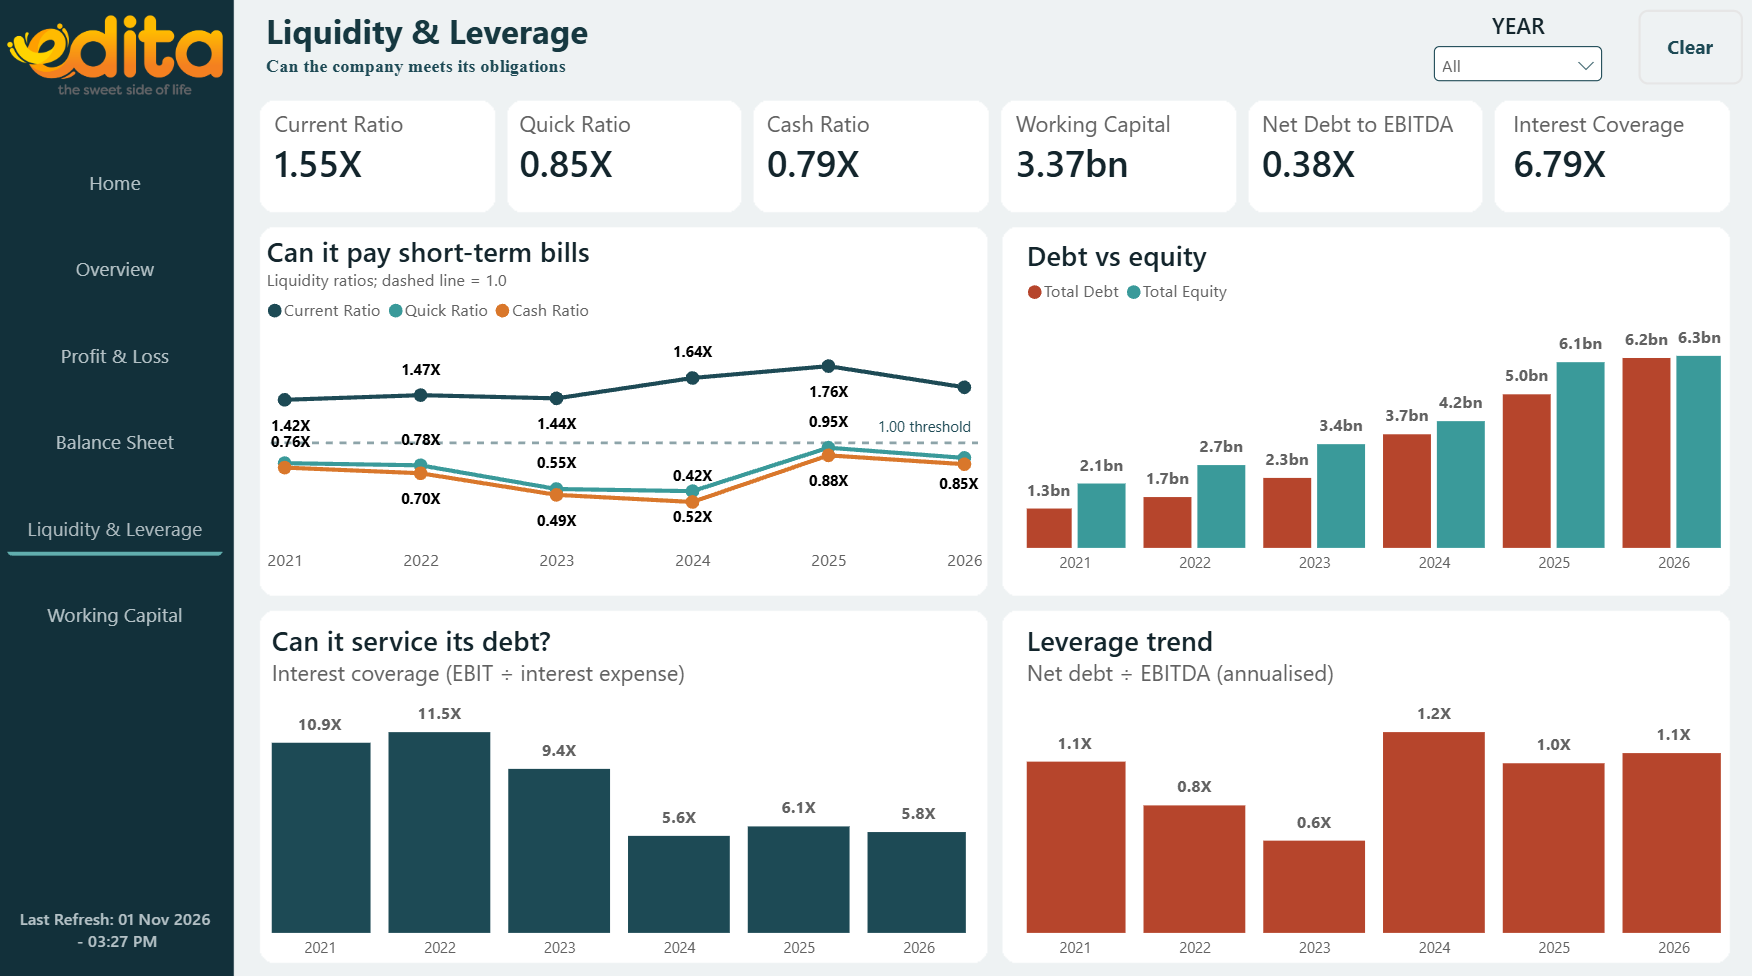 edita
the sweet side of life
Home
Overview
Profit & Loss
Balance Sheet
Liquidity & Leverage
Working Capital
Last Refresh: 01 Nov 2026
- 03:27 PM
Liquidity & Leverage
Can the company meets its obligations
YEAR
All
Clear
Current Ratio
1.55X
Quick Ratio
0.85X
Cash Ratio
0.79X
Working Capital
3.37bn
Net Debt to EBITDA
0.38X
Interest Coverage
6.79X
Can it pay short-term bills
Liquidity ratios; dashed line = 1.0
Current Ratio Quick Ratio Cash Ratio
1.42X
1.47X
1.44X
1.64X
1.76X
0.76X
0.78X
0.55X
0.42X
0.95X
1.00 threshold
0.70X
0.49X
0.52X
0.88X
0.85X
2021 2022 2023 2024 2025 2026
Debt vs equity
Total Debt Total Equity
1.3bn 2.1bn 1.7bn 2.7bn 2.3bn 3.4bn 3.7bn 4.2bn 5.0bn 6.1bn 6.2bn 6.3bn
2021 2022 2023 2024 2025 2026
Can it service its debt?
Interest coverage (EBIT ÷ interest expense)
10.9X 11.5X 9.4X 5.6X 6.1X 5.8X
2021 2022 2023 2024 2025 2026
Leverage trend
Net debt ÷ EBITDA (annualised)
1.1X 0.8X 0.6X 1.2X 1.0X 1.1X
2021 2022 2023 2024 2025 2026